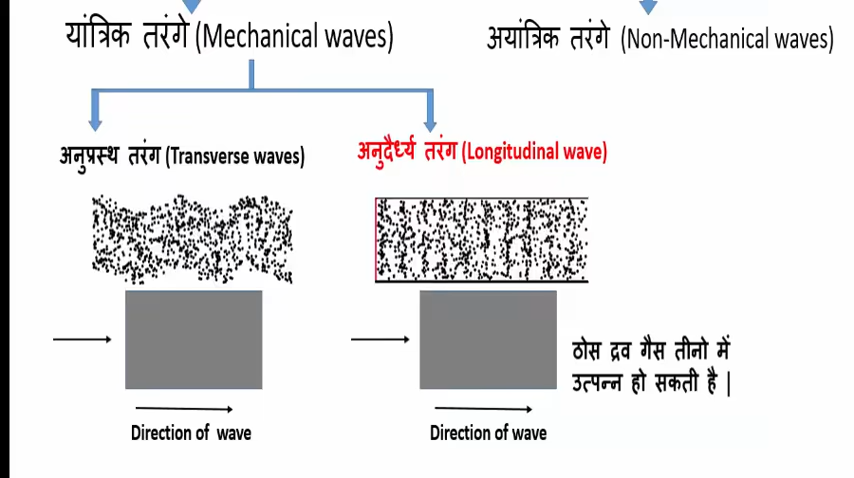 यांत्रिक तरंगे (Mechanical waves)
अयांत्रिक तरंगे (Non-Mechanical waves)
अनुप्रस्थ तरंग (Transverse waves)
अनुदैर्ध्य तरंग (Longitudinal wave)
ठोस द्रव गैस तीनो में
उत्पन्न हो सकती है |
Direction of wave
Direction of wave